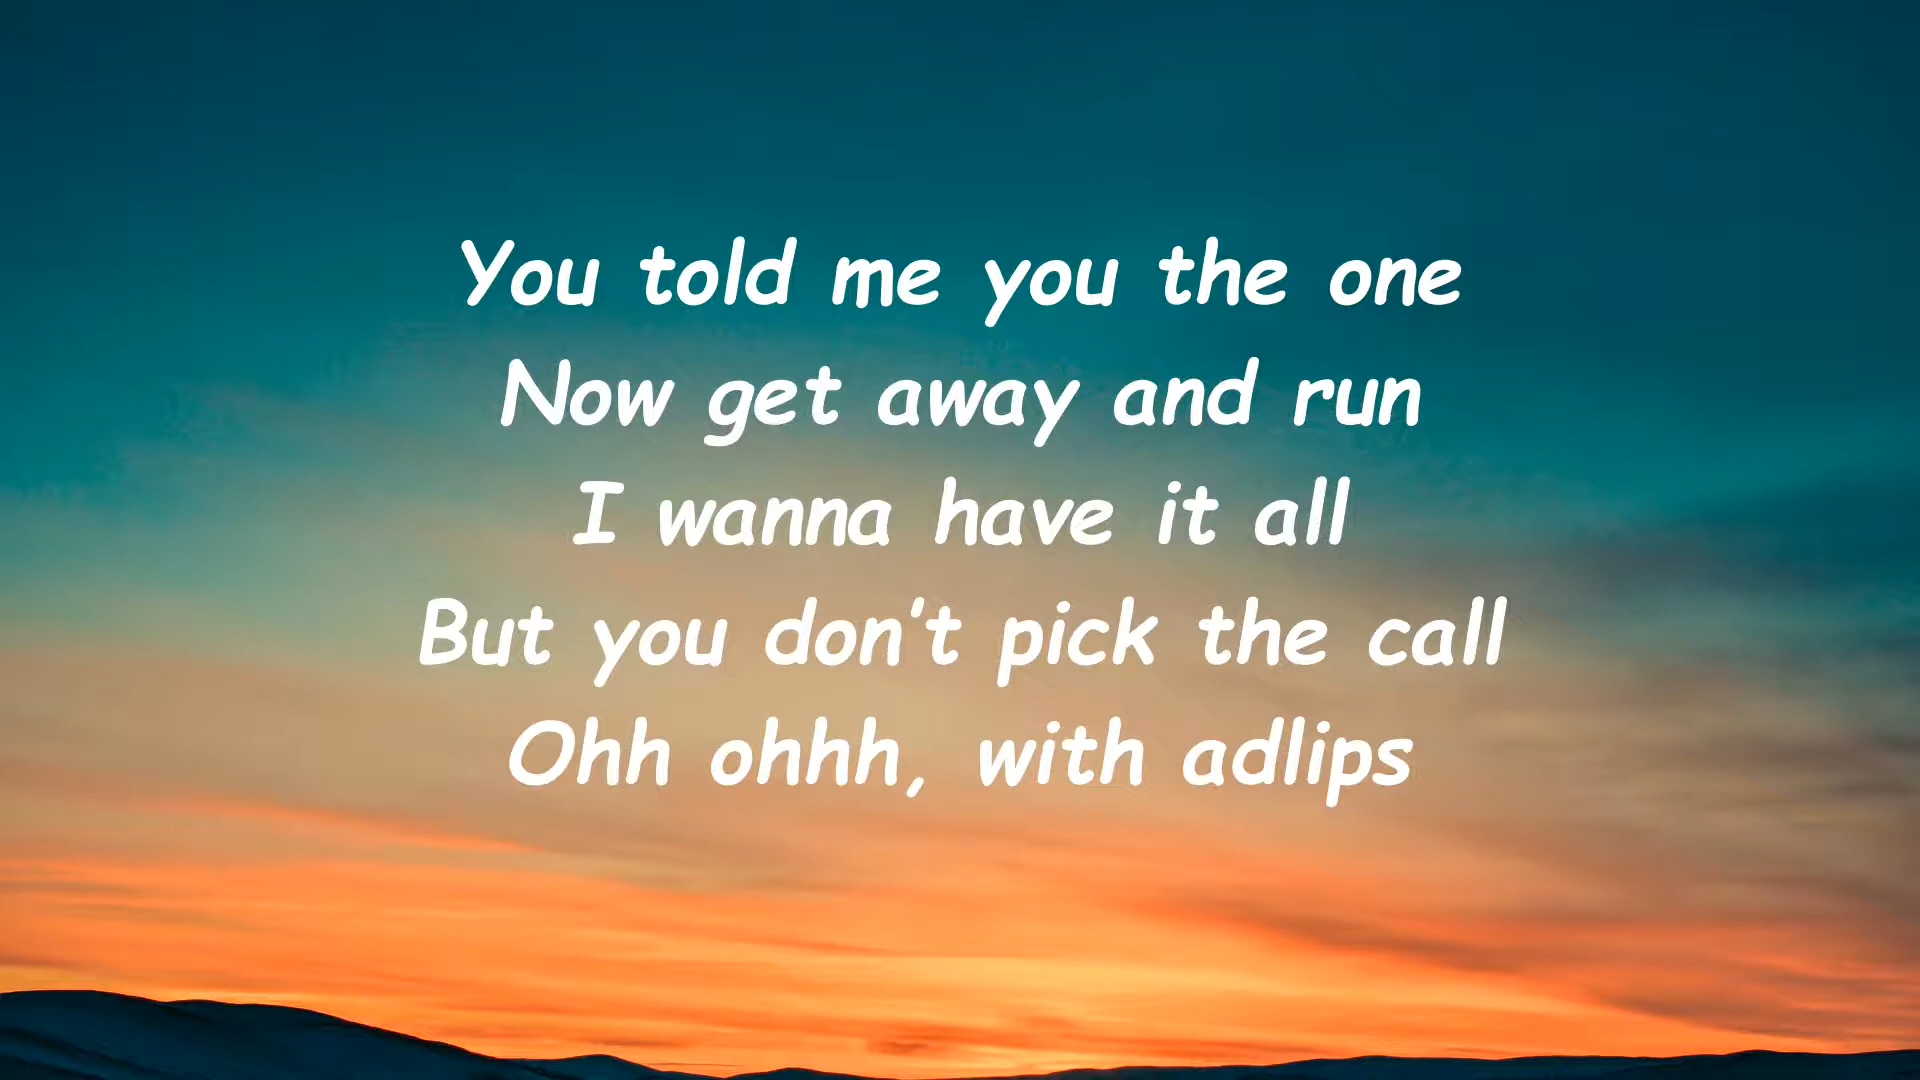 You told me you the one
Now get away and run
I wanna have it all
But you don't pick the call
Ohh ohhh, with adlips